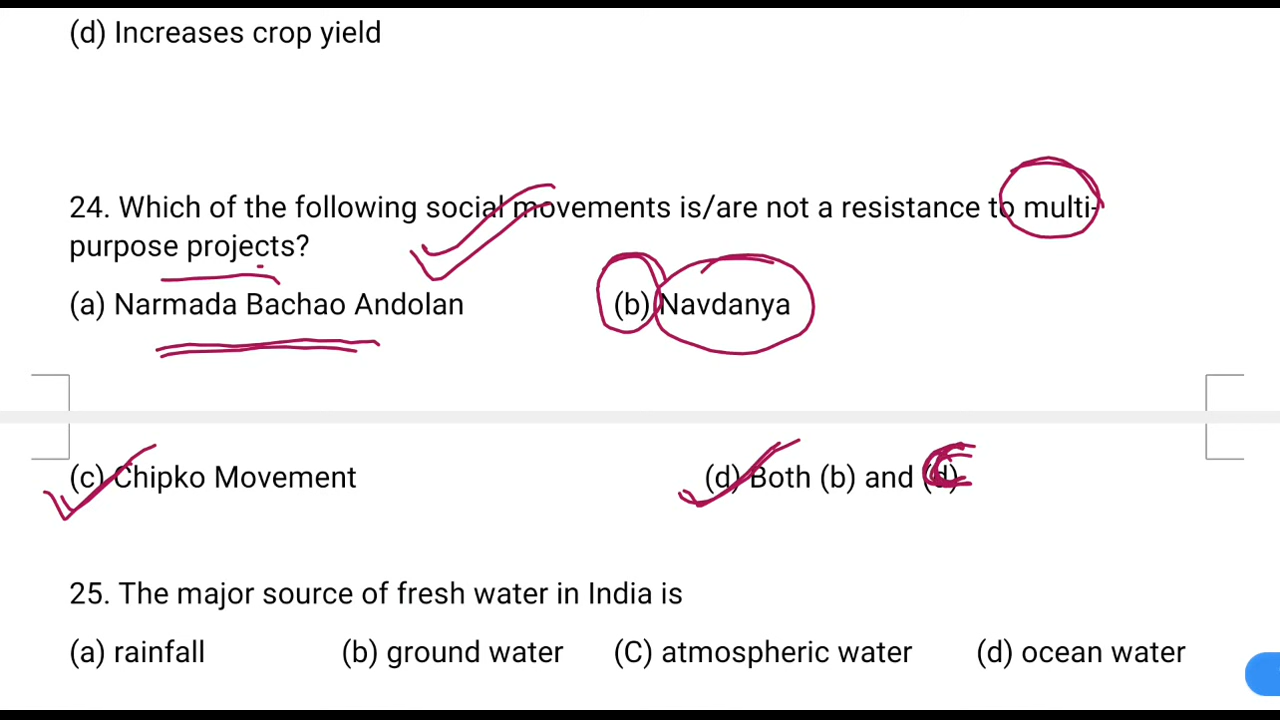 (d) Increases crop yield
24. Which of the following social movements is/are not a resistance to multi-
purpose projects?
(a) Narmada Bachao Andolan (b) Navdanya
(c) Chipko Movement (d) Both (b) and (c)
25. The major source of fresh water in India is
(a) rainfall (b) ground water (C) atmospheric water (d) ocean water